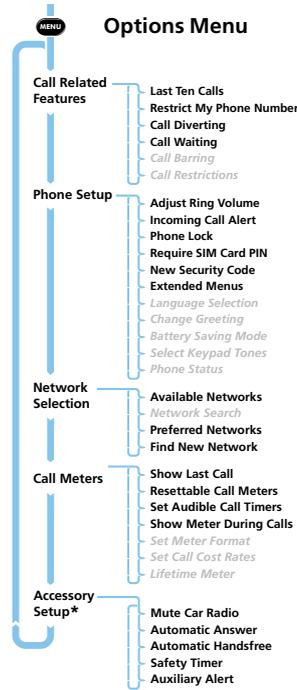 MENU
Options Menu
Call Related
Features
Last Ten Calls
Restrict My Phone Number
Call Diverting
Call Waiting
Call Barring
Call Restrictions
Phone Setup
Adjust Ring Volume
Incoming Call Alert
Phone Lock
Require SIM Card PIN
New Security Code
Extended Menus
Language Selection
Change Greeting
Battery Saving Mode
Select Keypad Tones
Phone Status
Network
Selection
Available Networks
Network Search
Preferred Networks
Find New Network
Call Meters
Show Last Call
Resettable Call Meters
Set Audible Call Timers
Show Meter During Calls
Set Meter Format
Set Call Cost Rates
Lifetime Meter
Accessory
Setup*
Mute Car Radio
Automatic Answer
Automatic Handsfree
Safety Timer
Auxiliary Alert